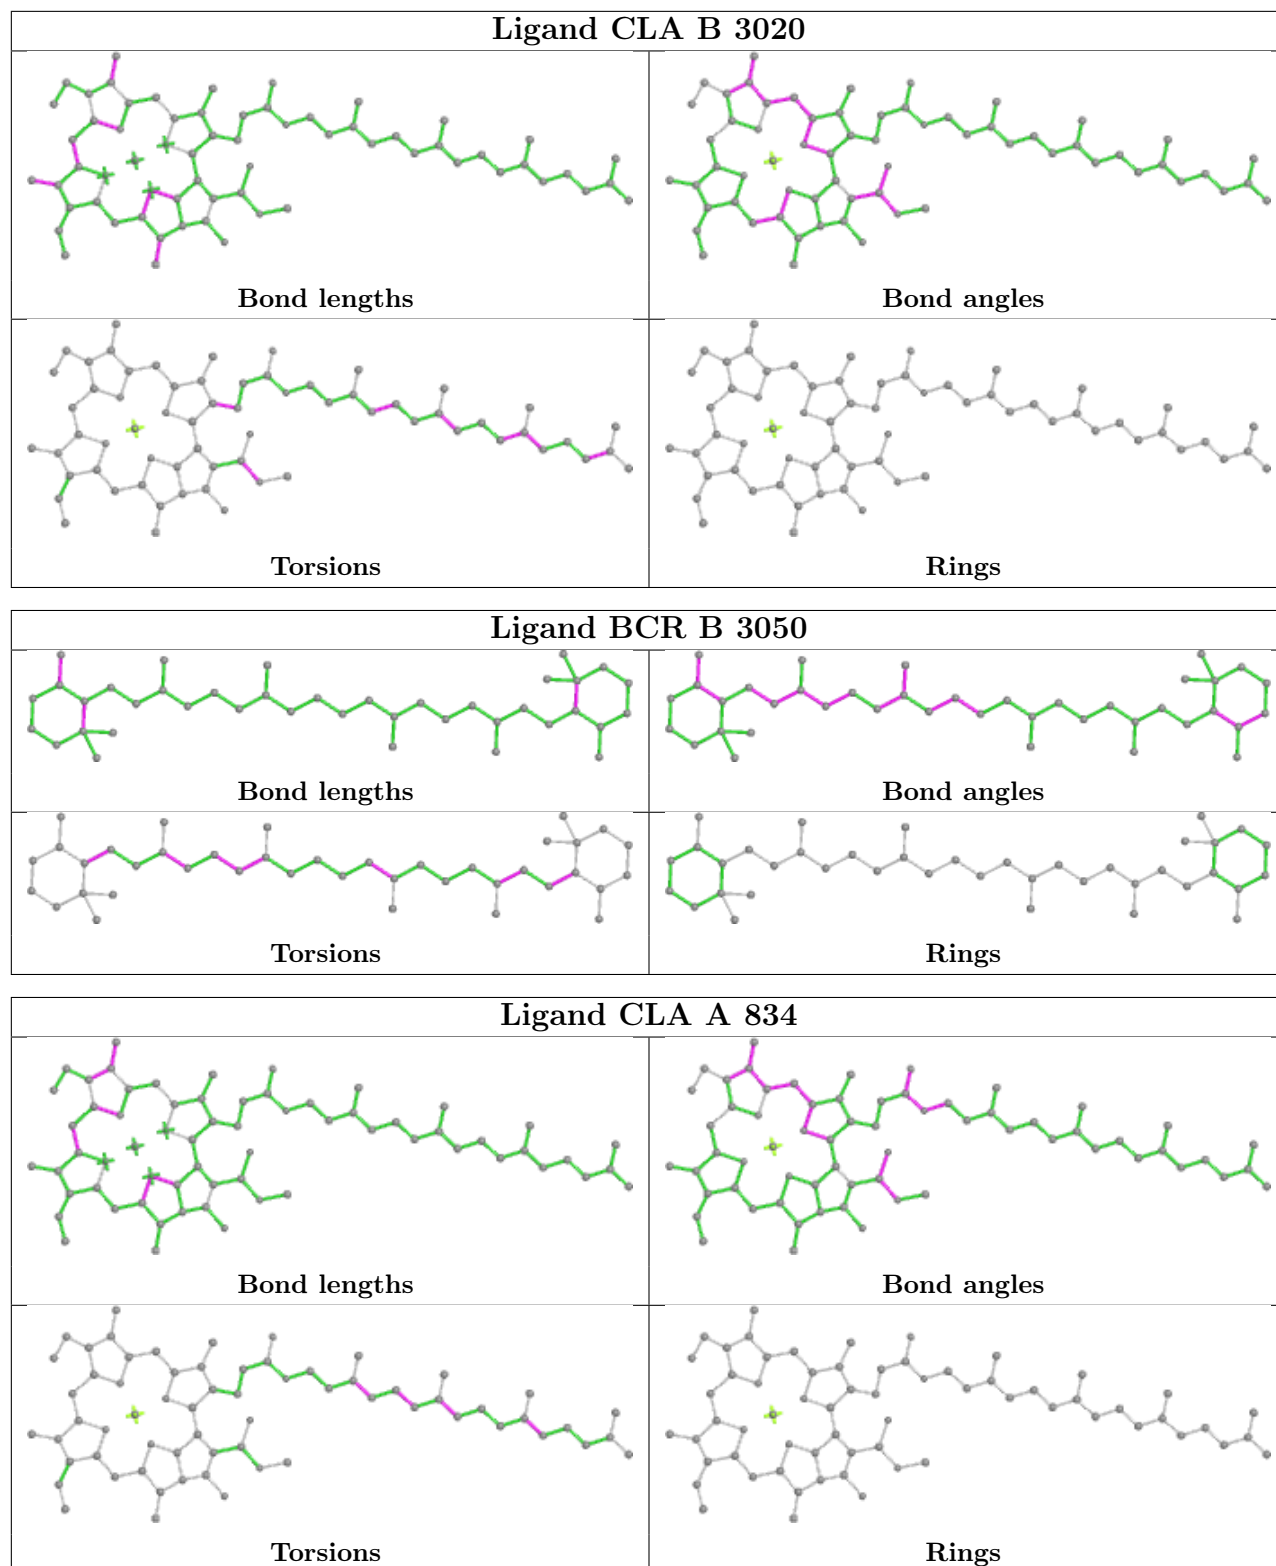 Ligand CLA B 3020
Bond lengths
Bond angles
Torsions
Rings
Ligand BCR B 3050
Bond lengths
Bond angles
Torsions
Rings
Ligand CLA A 834
Bond lengths
Bond angles
Torsions
Rings